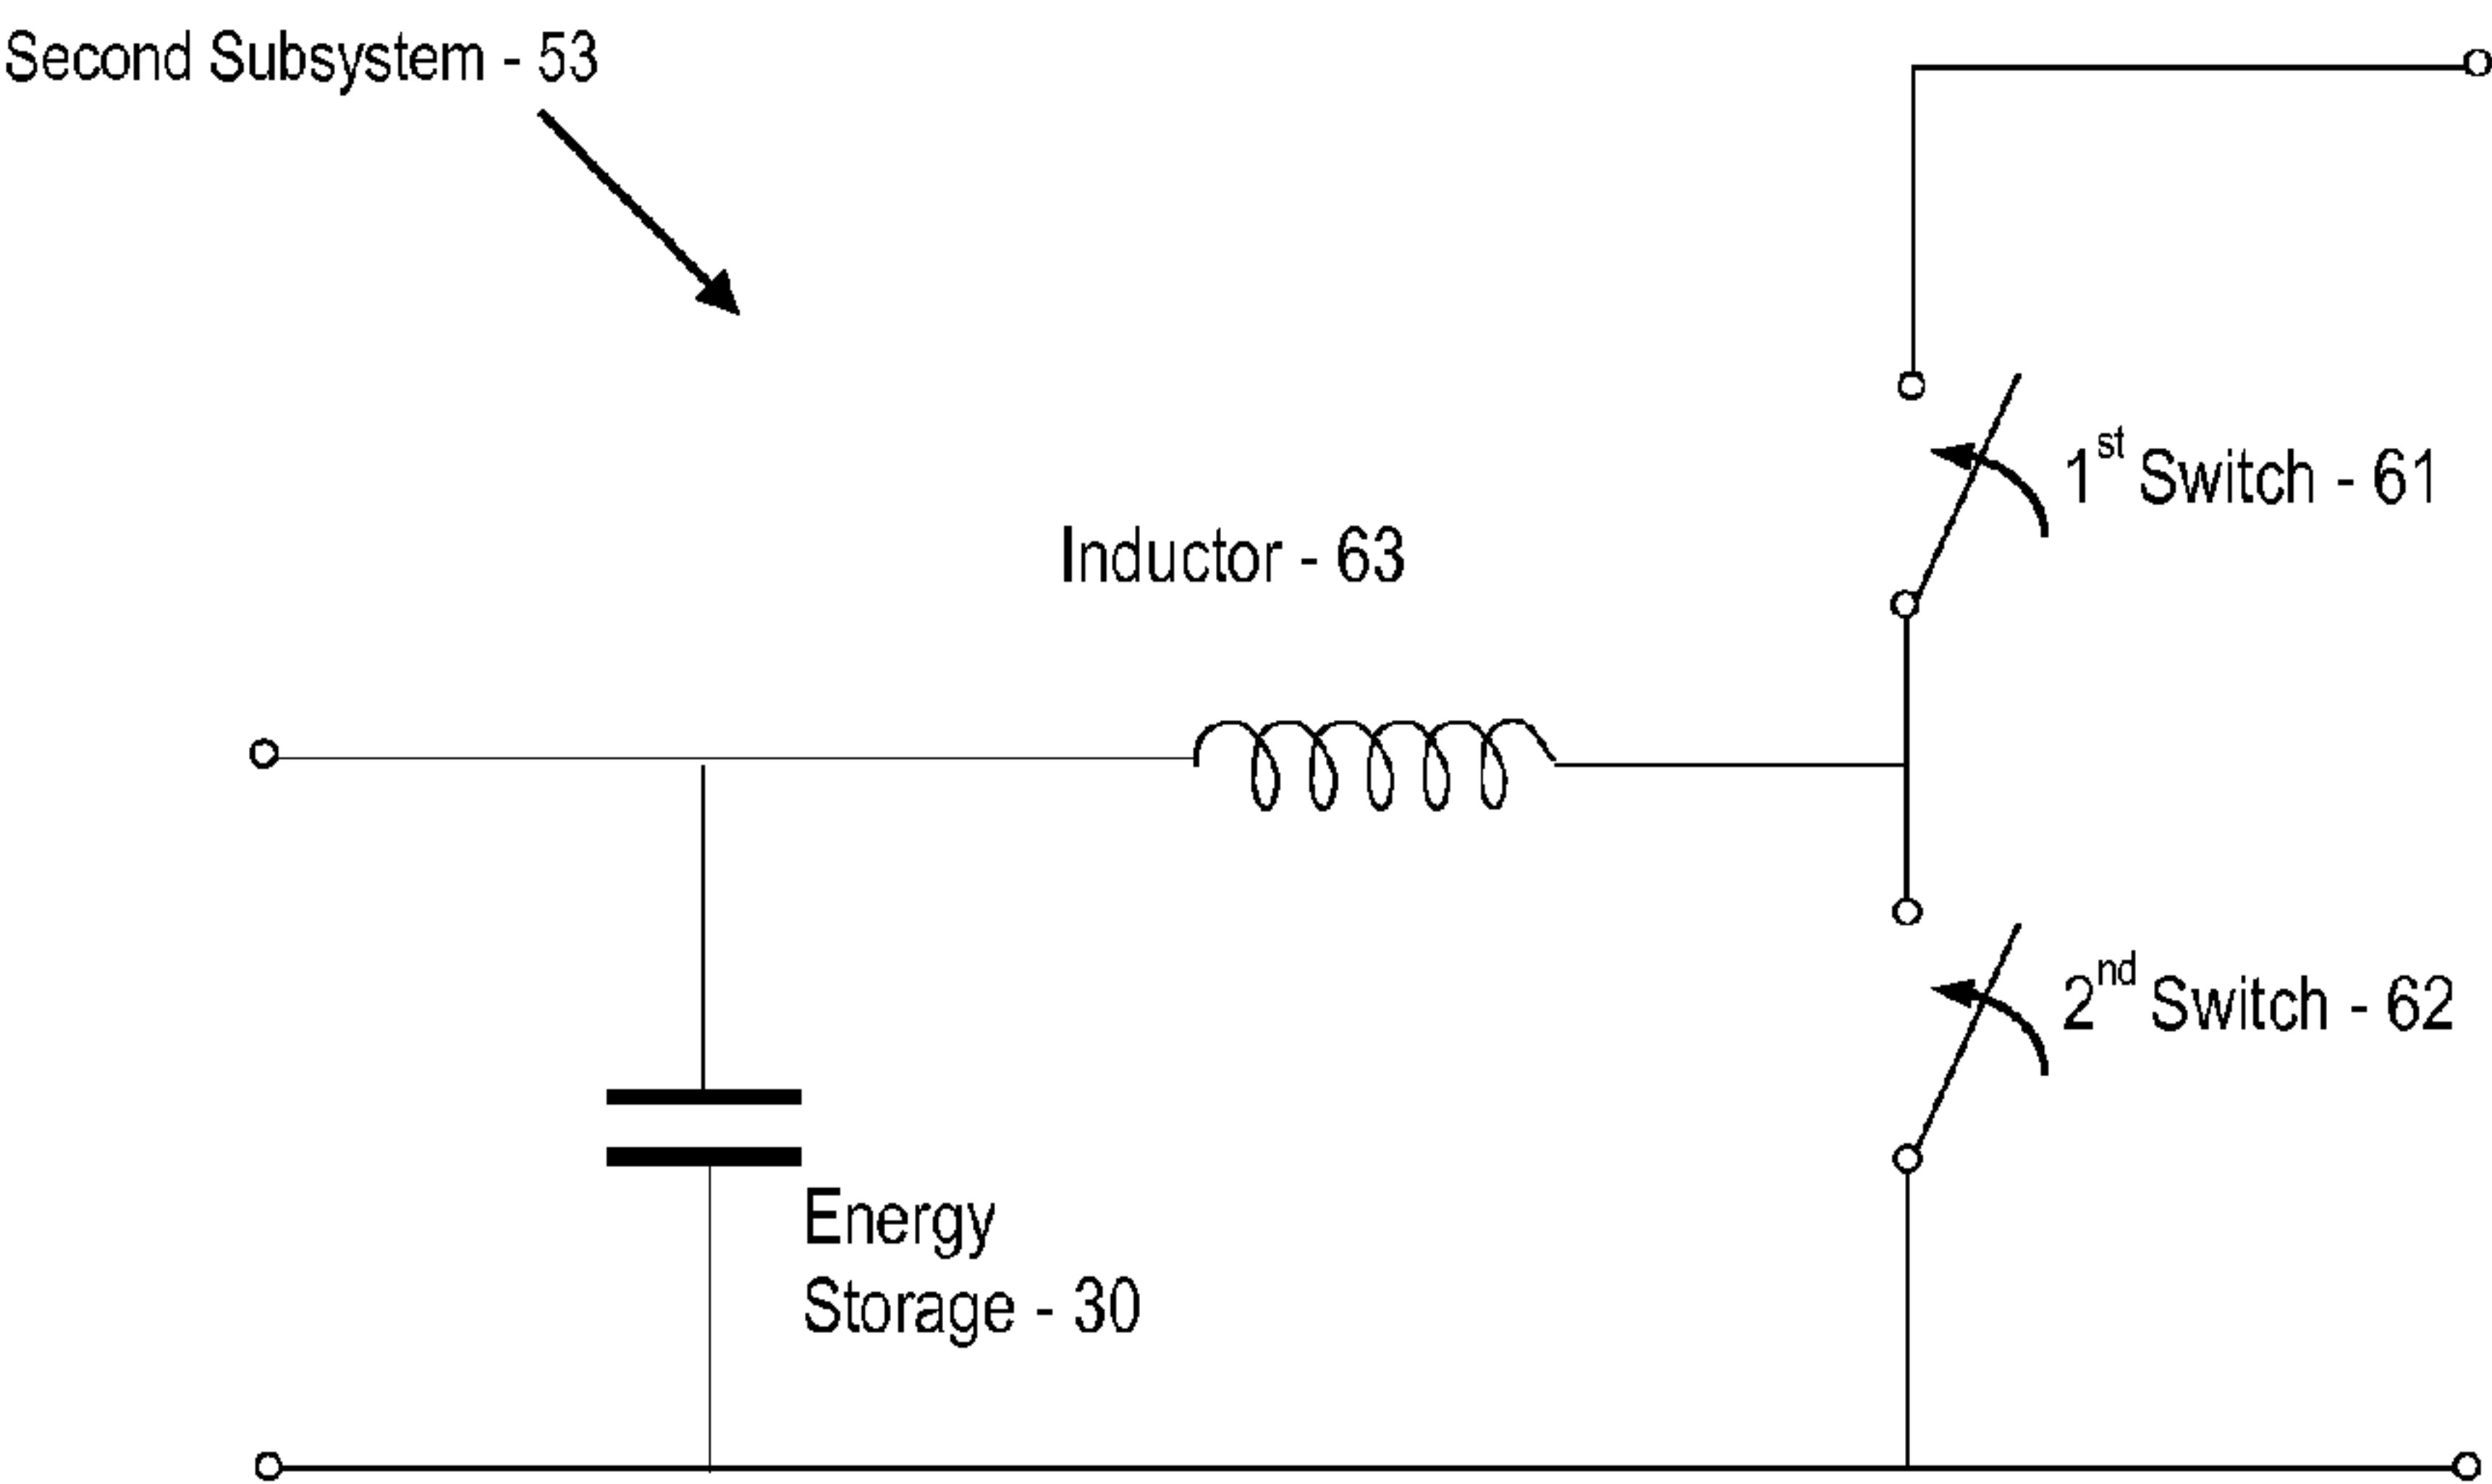 Second Subsystem - 53
1st Switch - 61
Inductor - 63
2nd Switch - 62
Energy
Storage - 30